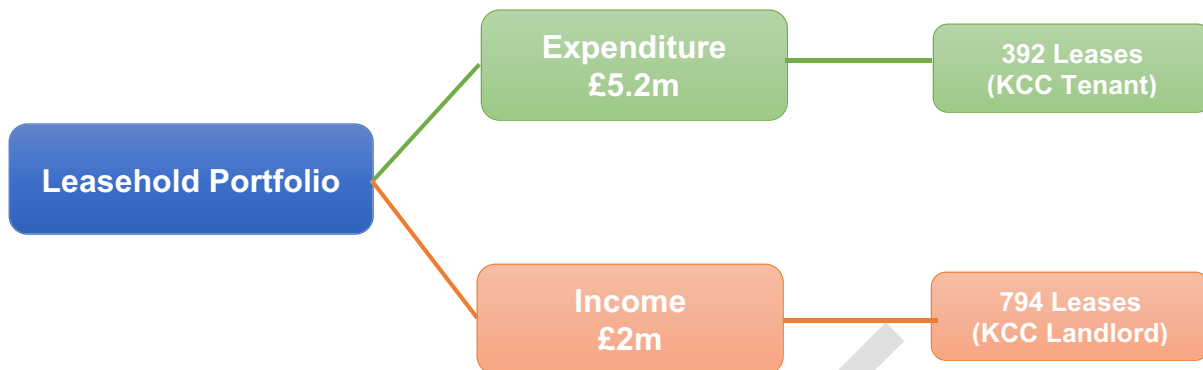 Leasehold Portfolio
Expenditure
£5.2m
392 Leases
(KCC Tenant)
Income
£2m
794 Leases
(KCC Landlord)